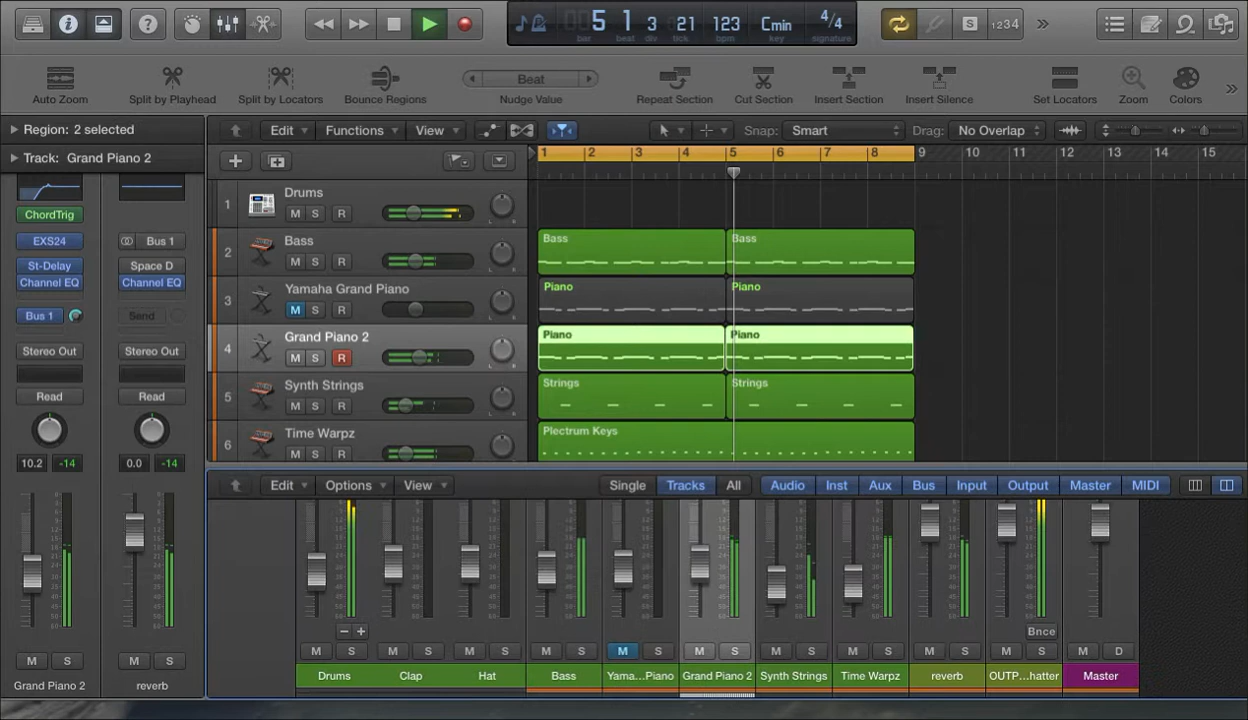 5 1 3 21 123 Cmin 4/4
bar beat div tick bpm key signature
S 1234
Auto Zoom Split by Playhead Split by Locators Bounce Regions Beat Nudge Value Repeat Section Cut Section Insert Section Insert Silence Set Locators Zoom Colors
Region: 2 selected
Edit Functions View Snap: Smart Drag: No Overlap
Track: Grand Piano 2
1 2 3 4 5 6 7 8 9 10 11 12 13 14 15
ChordTrig
EXS24 Bus 1
St-Delay Space D
Channel EQ Channel EQ
Bus 1 Send
Stereo Out Stereo Out
Read Read
10.2 -14 0.0 -14
M S M S
Grand Piano 2 reverb
1 Drums
M S R
2 Bass Bass Bass
M S R
3 Yamaha Grand Piano Piano Piano
M S R
4 Grand Piano 2 Piano Piano
M S R
5 Synth Strings Strings Strings
M S R
6 Time Warpz Plectrum Keys
M S R
Edit Options View Single Tracks All Audio Inst Aux Bus Input Output Master MIDI
Bnce
M S M S M S M S M S M S M S M S M S M S M D
Drums Clap Hat Bass Yama...Piano Grand Piano 2 Synth Strings Time Warpz reverb OUTP...hatter Master